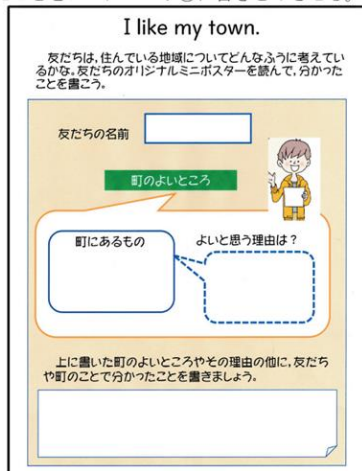 I like my town.
友だちは，住んでいる地域についてどんなふうに考えてい
るかな。友だちのオリジナルミニポスターを読んで，分かった
ことを書こう。
友だちの名前
町のよいところ
町にあるもの
よいと思う理由は？
上に書いた町のよいところやその理由の他に，友だち
や町のことで分かったことを書きましょう。